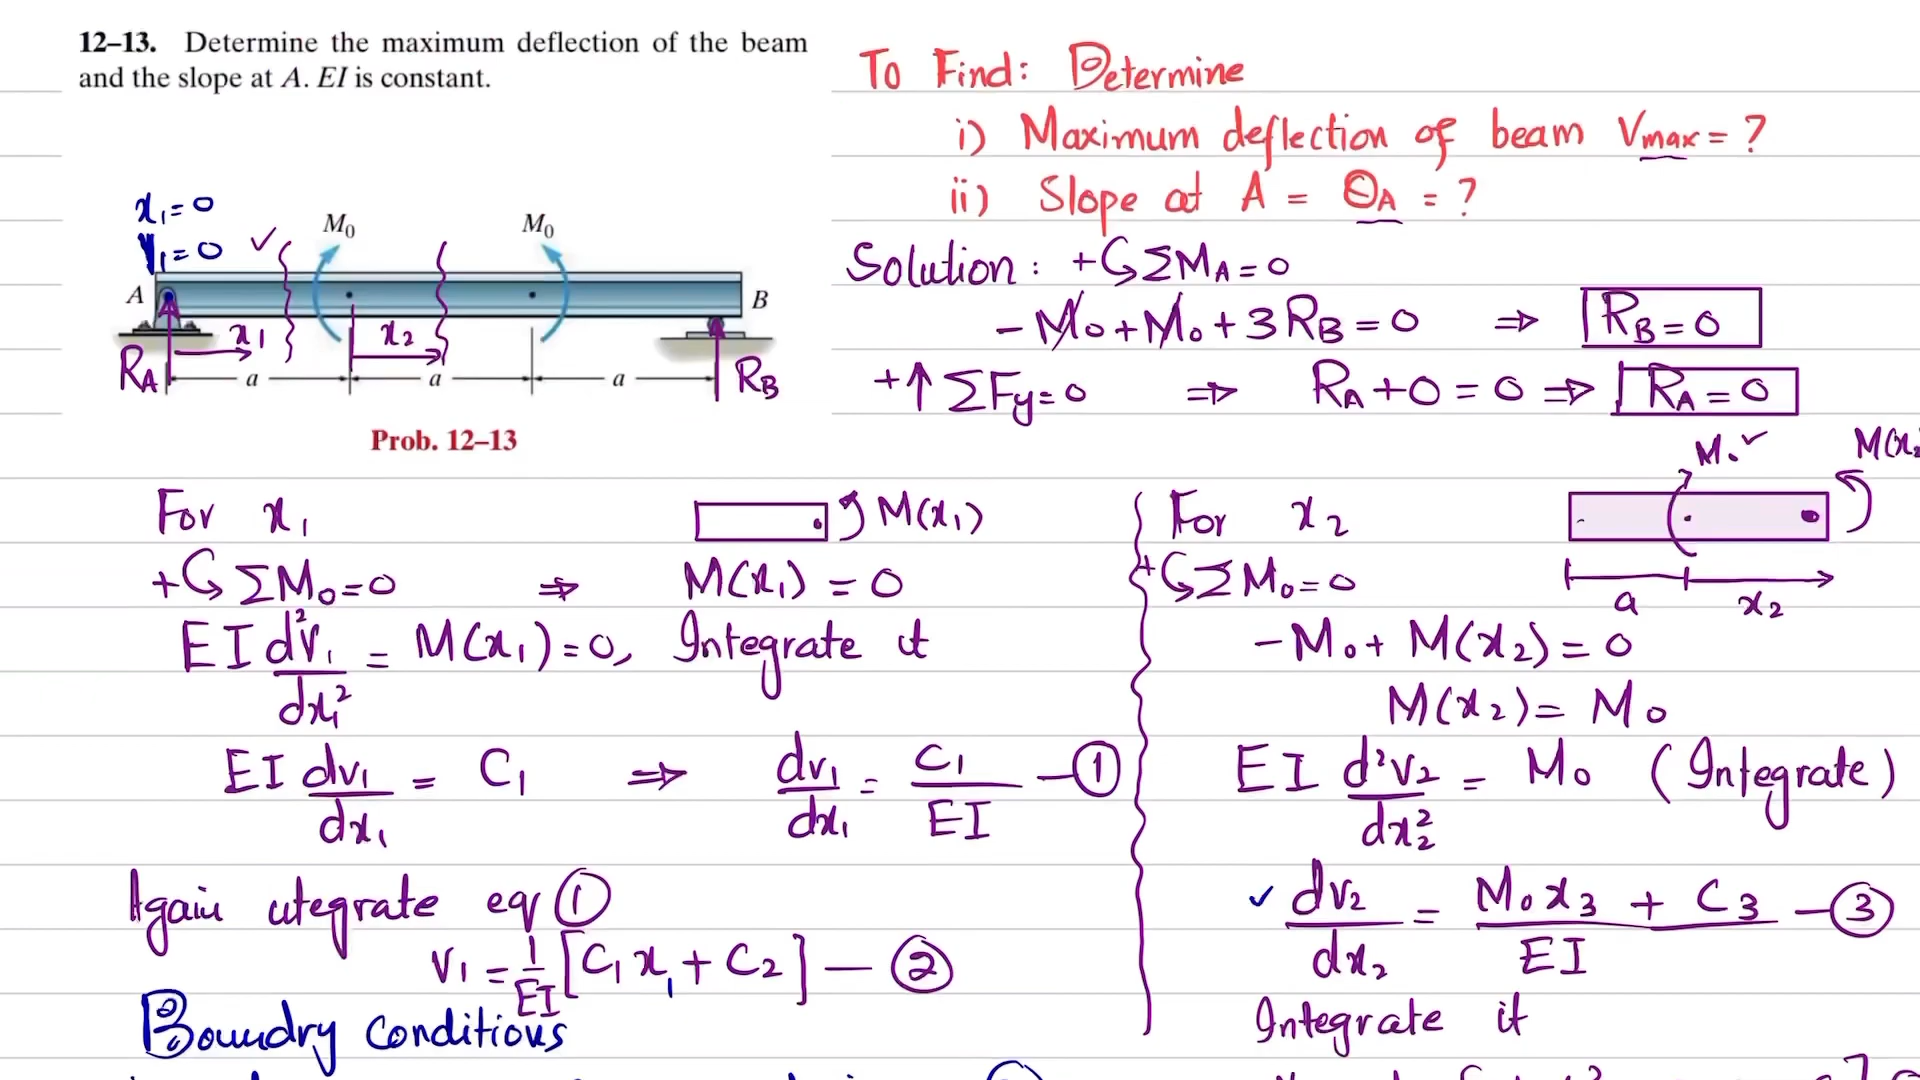 12–13. Determine the maximum deflection of the beam
and the slope at A. EI is constant.
To Find: Determine
i) Maximum deflection of beam Vmax = ?
ii) Slope at A = ΘA = ?
x₁=0
V₁=0
M₀ M₀
A B
x₁ x₂
RA RB
a a a
Prob. 12–13
Solution: +↺ΣMA=0
-M₀+M₀+3RB=0 ⇒ RB=0
+↑ΣFy=0 ⇒ RA+0=0 ⇒ RA=0
For x₁
M(x₁)
+↺ΣM₀=0 ⇒ M(x₁)=0
EI d²v₁/dx₁² = M(x₁)=0, Integrate it
EI dv₁/dx₁ = C₁ ⇒ dv₁/dx₁ = C₁/EI —①
Again utegrate eq ①
V₁ = 1/EI [C₁x₁ + C₂] — ②
Boundry Conditions
For x₂
M₀ ✓
a x₂
+↺ΣM₀=0
-M₀+M(x₂)=0
M(x₂)=M₀
EI d²v₂/dx₂² = M₀ (Integrate)
✓ dv₂/dx₂ = M₀x₃ + C₃/EI —③
Integrate it